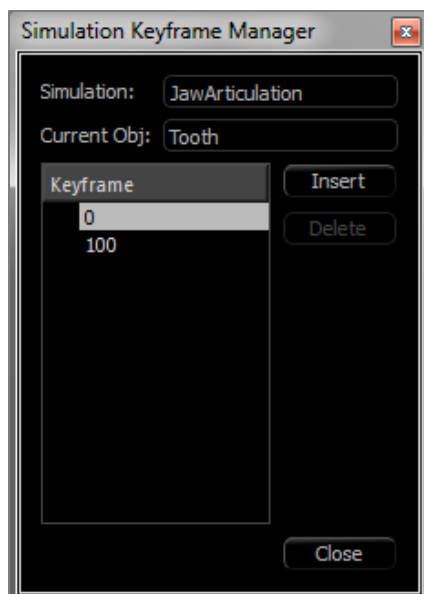 Simulation Keyframe Manager
Simulation: JawArticulation
Current Obj: Tooth
Keyframe
Insert
0
Delete
100
Close